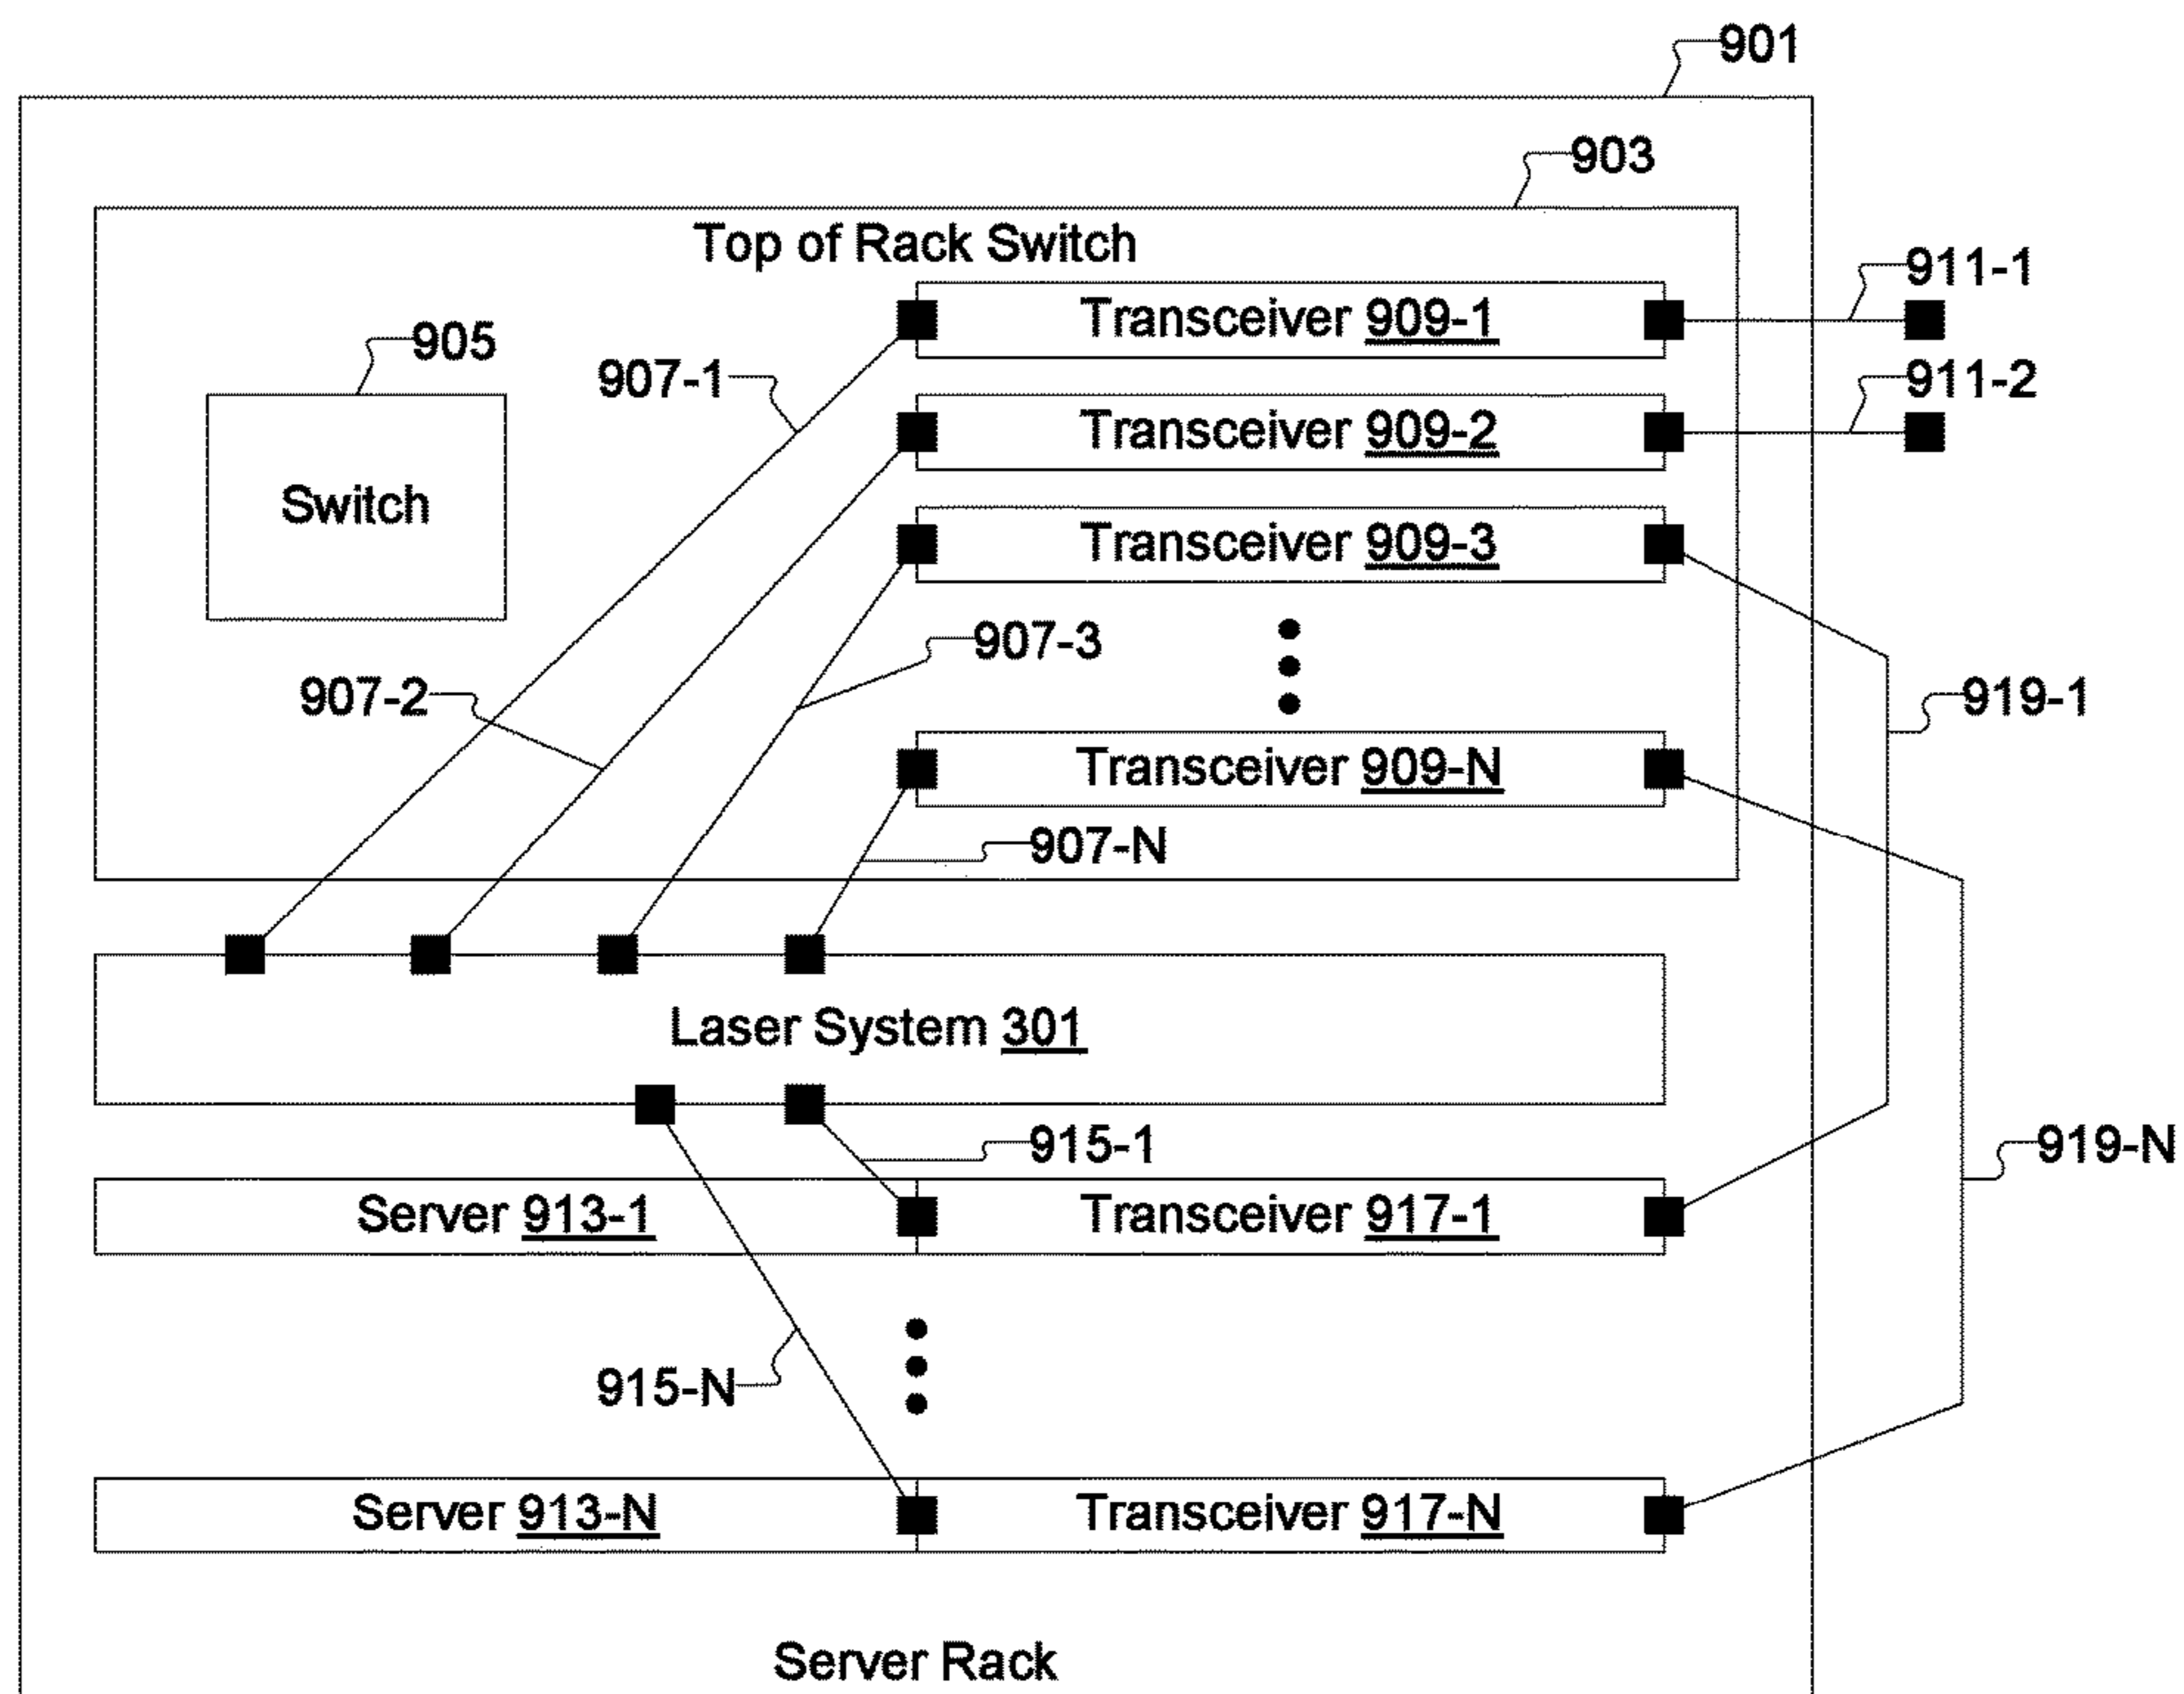 901
903
Top of Rack Switch
911-1
Transceiver 909-1
905
907-1
911-2
Transceiver 909-2
Switch
Transceiver 909-3
907-3
907-2
919-1
Transceiver 909-N
907-N
Laser System 301
915-1
919-N
Server 913-1
Transceiver 917-1
915-N
Server 913-N
Transceiver 917-N
Server Rack